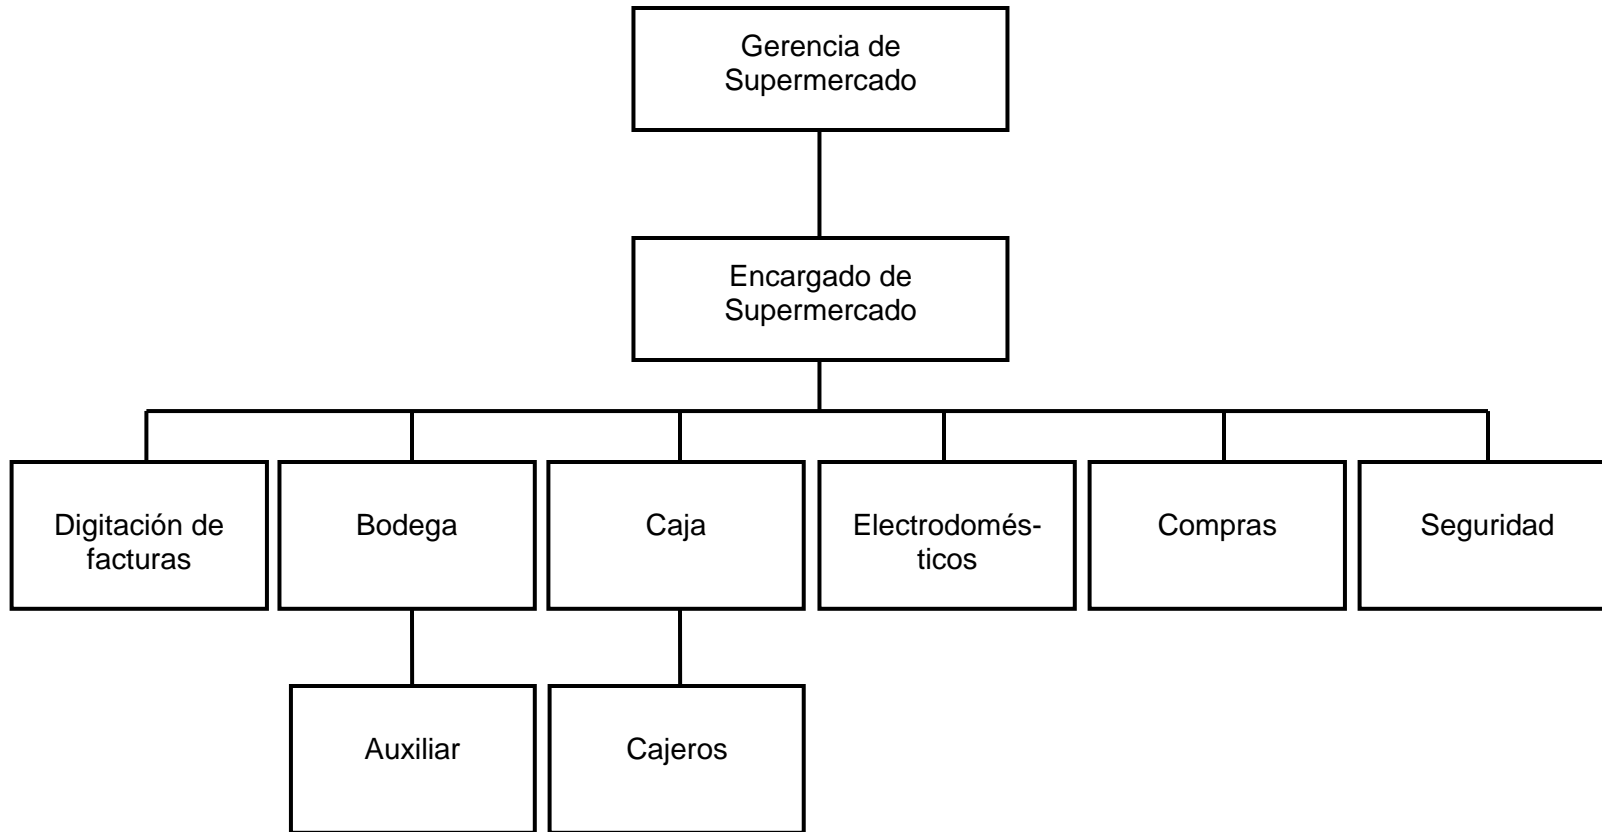 Gerencia de
Supermercado
Encargado de
Supermercado
Digitación de
facturas
Bodega
Caja
Electrodomés-
ticos
Compras
Seguridad
Auxiliar
Cajeros